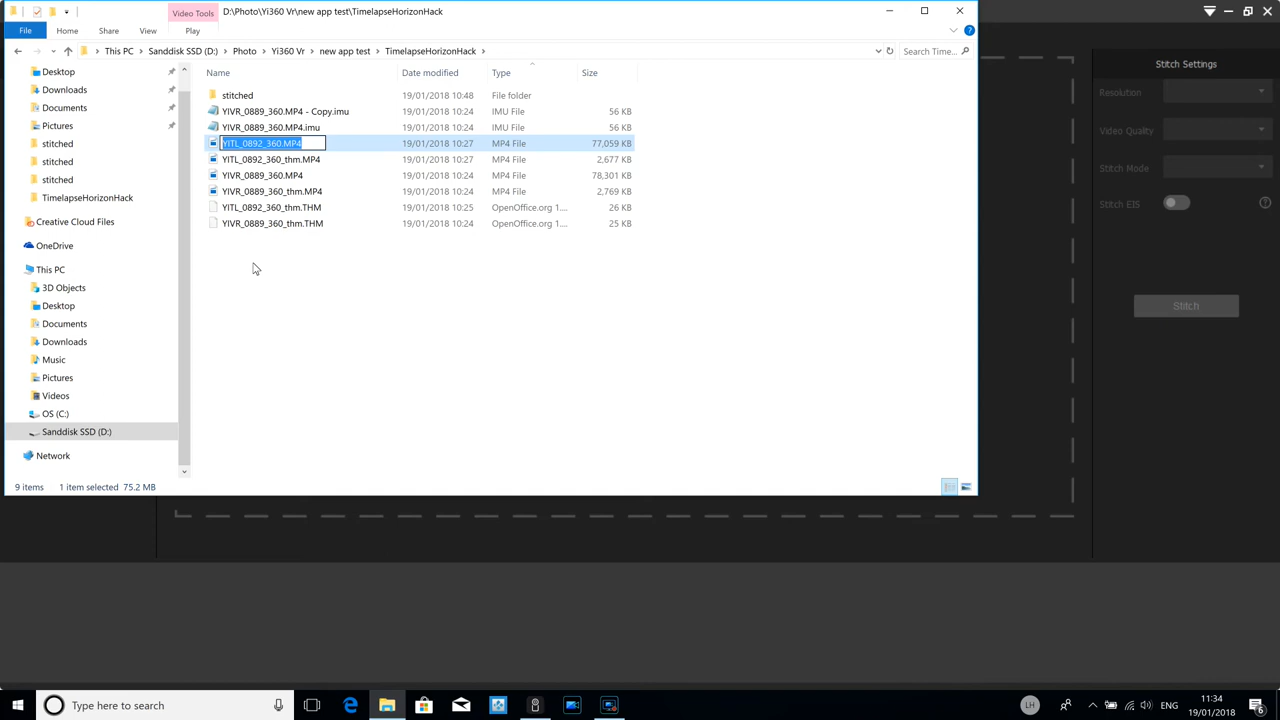 Video Tools D:\Photo\Yi360 Vr\new app test\TimelapseHorizonHack
File Home Share View Play
This PC Sanddisk SSD (D:) Photo Yi360 Vr new app test TimelapseHorizonHack Search Time...
Name Date modified Type Size
Desktop
Downloads
Documents
Pictures
stitched
stitched
stitched
TimelapseHorizonHack
Creative Cloud Files
OneDrive
This PC
3D Objects
Desktop
Documents
Downloads
Music
Pictures
Videos
OS (C:)
Sanddisk SSD (D:)
Network
stitched 19/01/2018 10:48 File folder
YIVR_0889_360.MP4 - Copy.imu 19/01/2018 10:24 IMU File 56 KB
YIVR_0889_360.MP4.imu 19/01/2018 10:24 IMU File 56 KB
YITL_0892_360.MP4 19/01/2018 10:27 MP4 File 77,059 KB
YITL_0892_360_thm.MP4 19/01/2018 10:27 MP4 File 2,677 KB
YIVR_0889_360.MP4 19/01/2018 10:24 MP4 File 78,301 KB
YIVR_0889_360_thm.MP4 19/01/2018 10:24 MP4 File 2,769 KB
YITL_0892_360_thm.THM 19/01/2018 10:25 OpenOffice.org 1.... 26 KB
YIVR_0889_360_thm.THM 19/01/2018 10:24 OpenOffice.org 1.... 25 KB
9 items 1 item selected 75.2 MB
Stitch Settings
Resolution
Video Quality
Stitch Mode
Stitch EIS
Stitch
Type here to search
LH ENG 11:34
19/01/2018 6